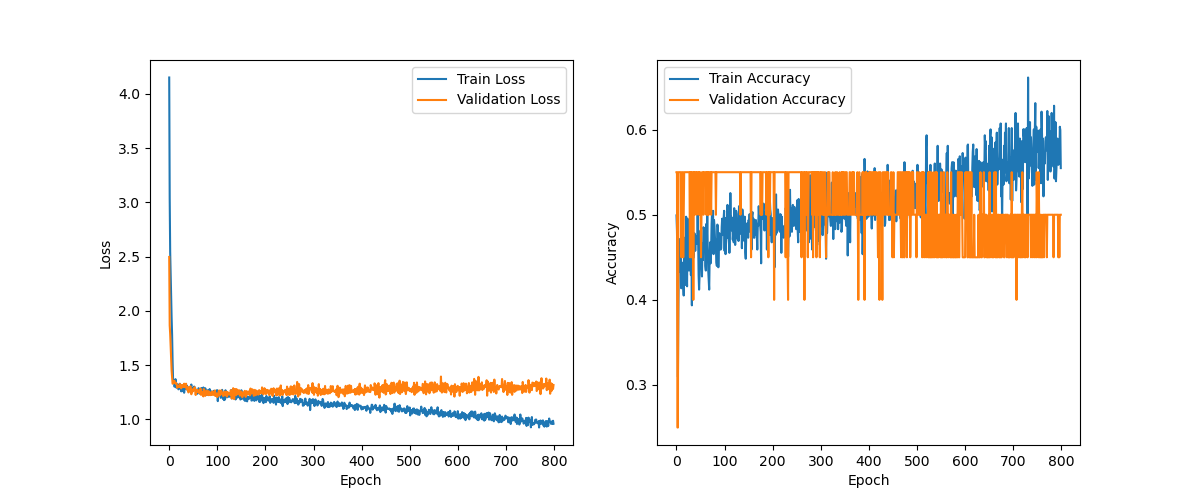 Train Loss
Validation Loss
4.0
3.5
3.0
2.5
2.0
1.5
1.0
Loss
0 100 200 300 400 500 600 700 800
Epoch
Train Accuracy
Validation Accuracy
0.6
0.5
0.4
0.3
Accuracy
0 100 200 300 400 500 600 700 800
Epoch